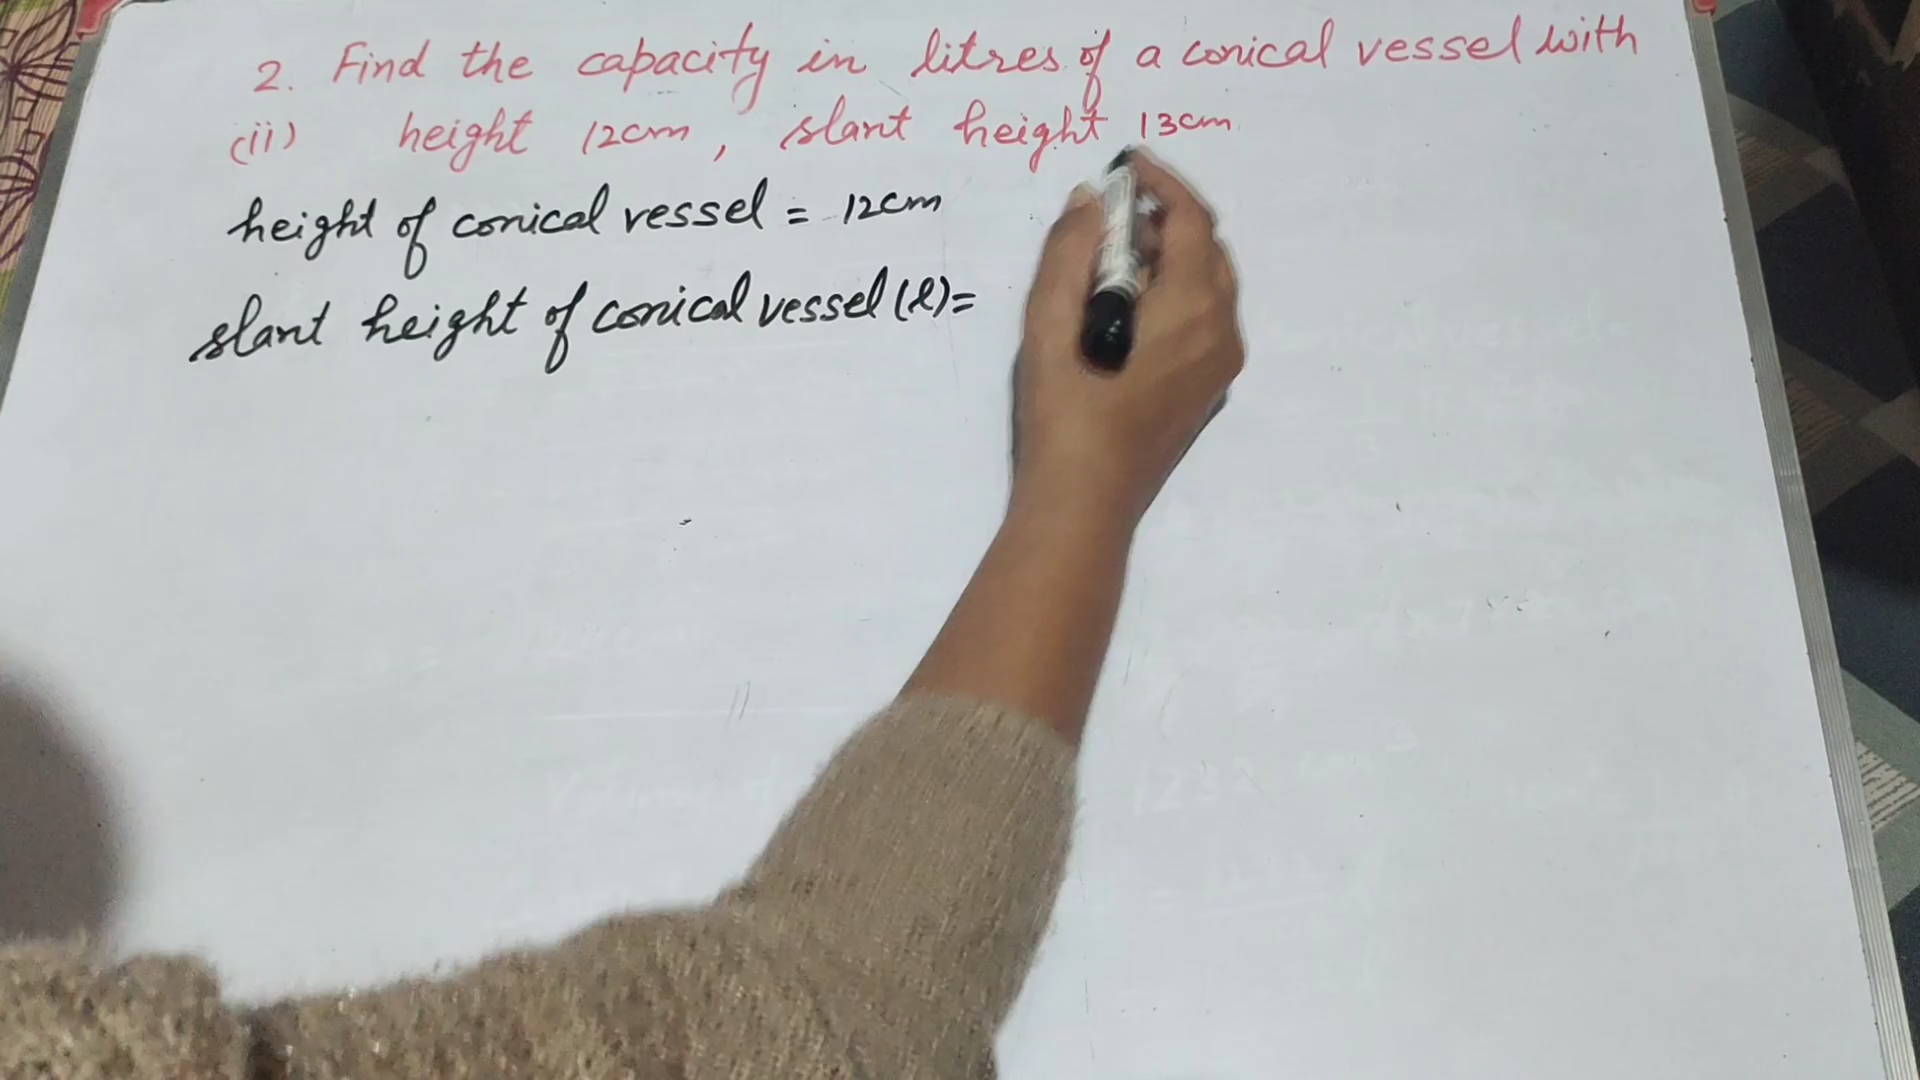 2. Find the capacity in litres of a conical vessel with
(ii) height 12cm, slant height 13cm
height of conical vessel = 12cm
slant height of conical vessel (l)=